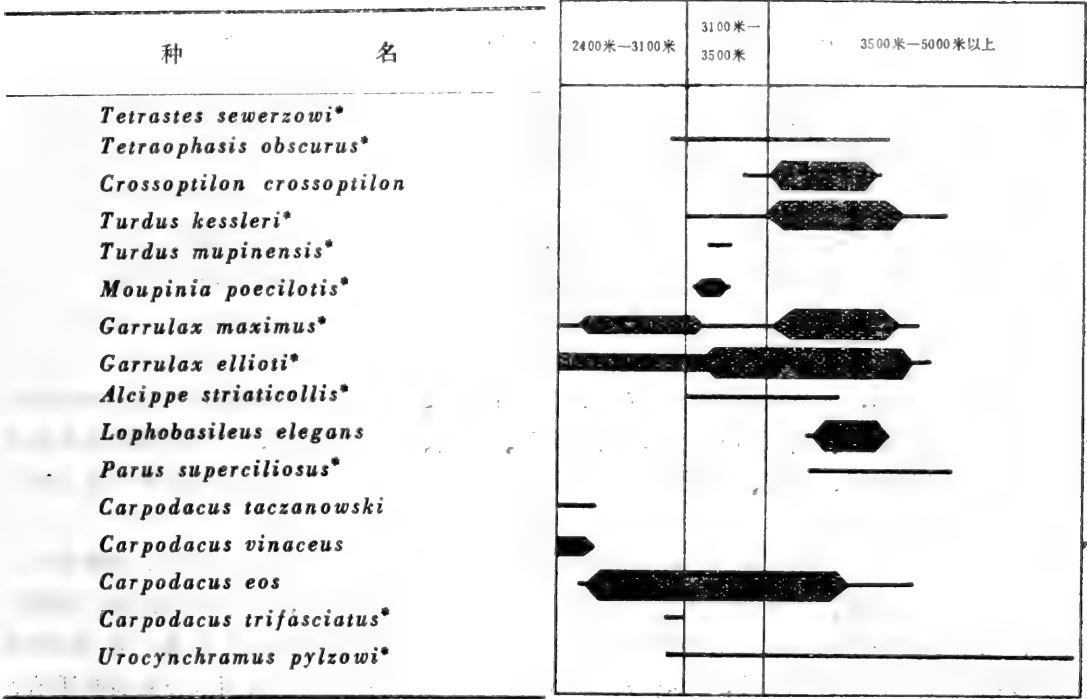 种 名
2400米—3100米
3100米—
3500米
3500米—5000米以上
Tetrastes sewerzowi*
Tetraophasis obscurus*
Crossoptilon crossoptilon
Turdus kessleri*
Turdus mupinensis*
Moupinia poecilotis*
Garrulax maximus*
Garrulax ellioti*
Alcippe striaticollis*
Lophobasileus elegans
Parus superciliosus*
Carpodacus taczanowski
Carpodacus vinaceus
Carpodacus eos
Carpodacus trifasciatus*
Urocynchramus pylzowi*